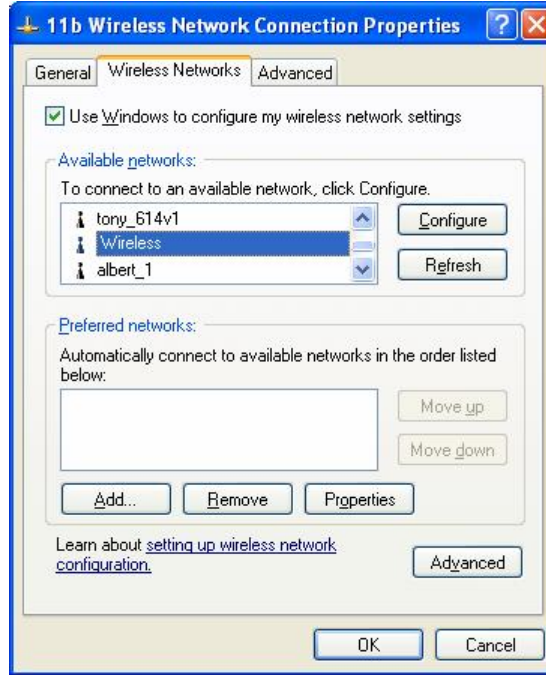 11b Wireless Network Connection Properties
General Wireless Networks Advanced
Use Windows to configure my wireless network settings
Available networks:
To connect to an available network, click Configure.
tony_614v1
Wireless
albert_1
Configure
Refresh
Preferred networks:
Automatically connect to available networks in the order listed
below:
Move up
Move down
Add... Remove Properties
Learn about setting up wireless network
configuration.
Advanced
OK Cancel